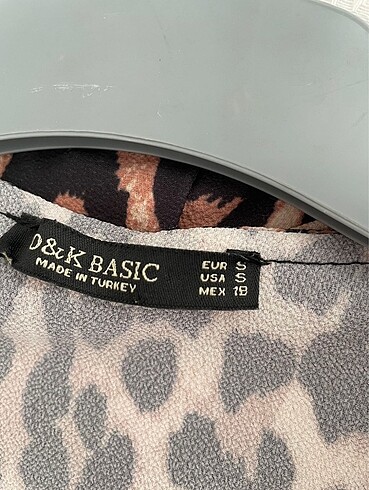 D&K BASIC
MADE IN TURKEY
EUR S
USA S
MEX 18